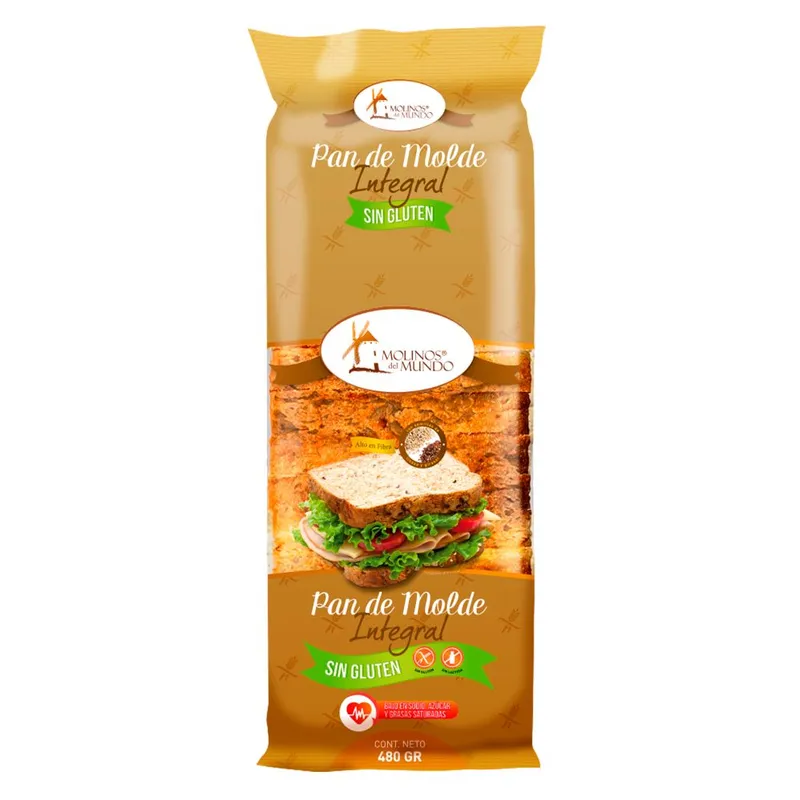 MOLINOS®
del MUNDO
Pan de Molde
Integral
SIN GLUTEN
MOLINOS®
del MUNDO
Alto en Fibra
Pan de Molde
Integral
SIN GLUTEN
BAJO EN SODIO, AZÚCAR
Y GRASAS SATURADAS
CONT. NETO
480 GR